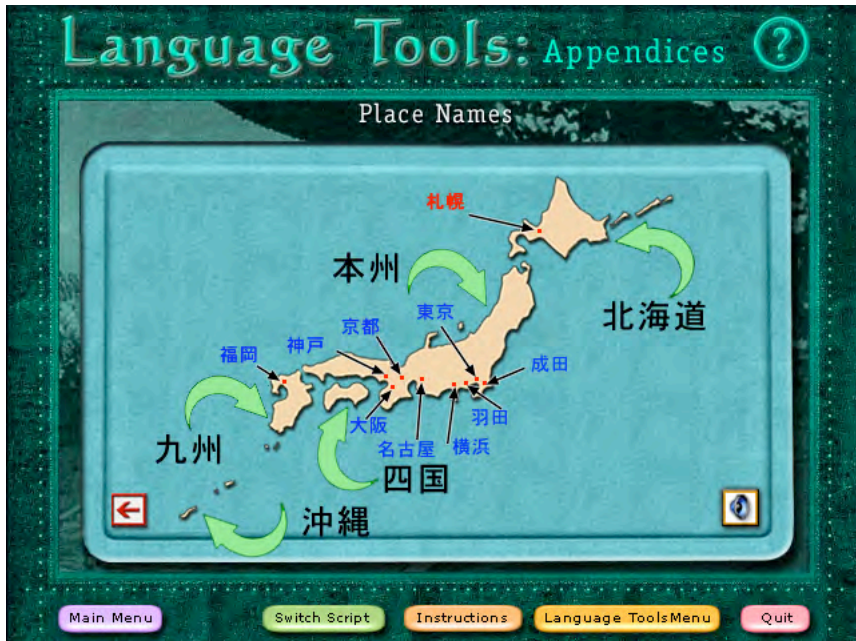 Language Tools: Appendices ?
Place Names
札幌
本州
北海道
東京
京都
神戸
福岡
成田
羽田
大阪
名古屋
横浜
九州
四国
沖縄
Main Menu
Switch Script
Instructions
Language ToolsMenu
Quit